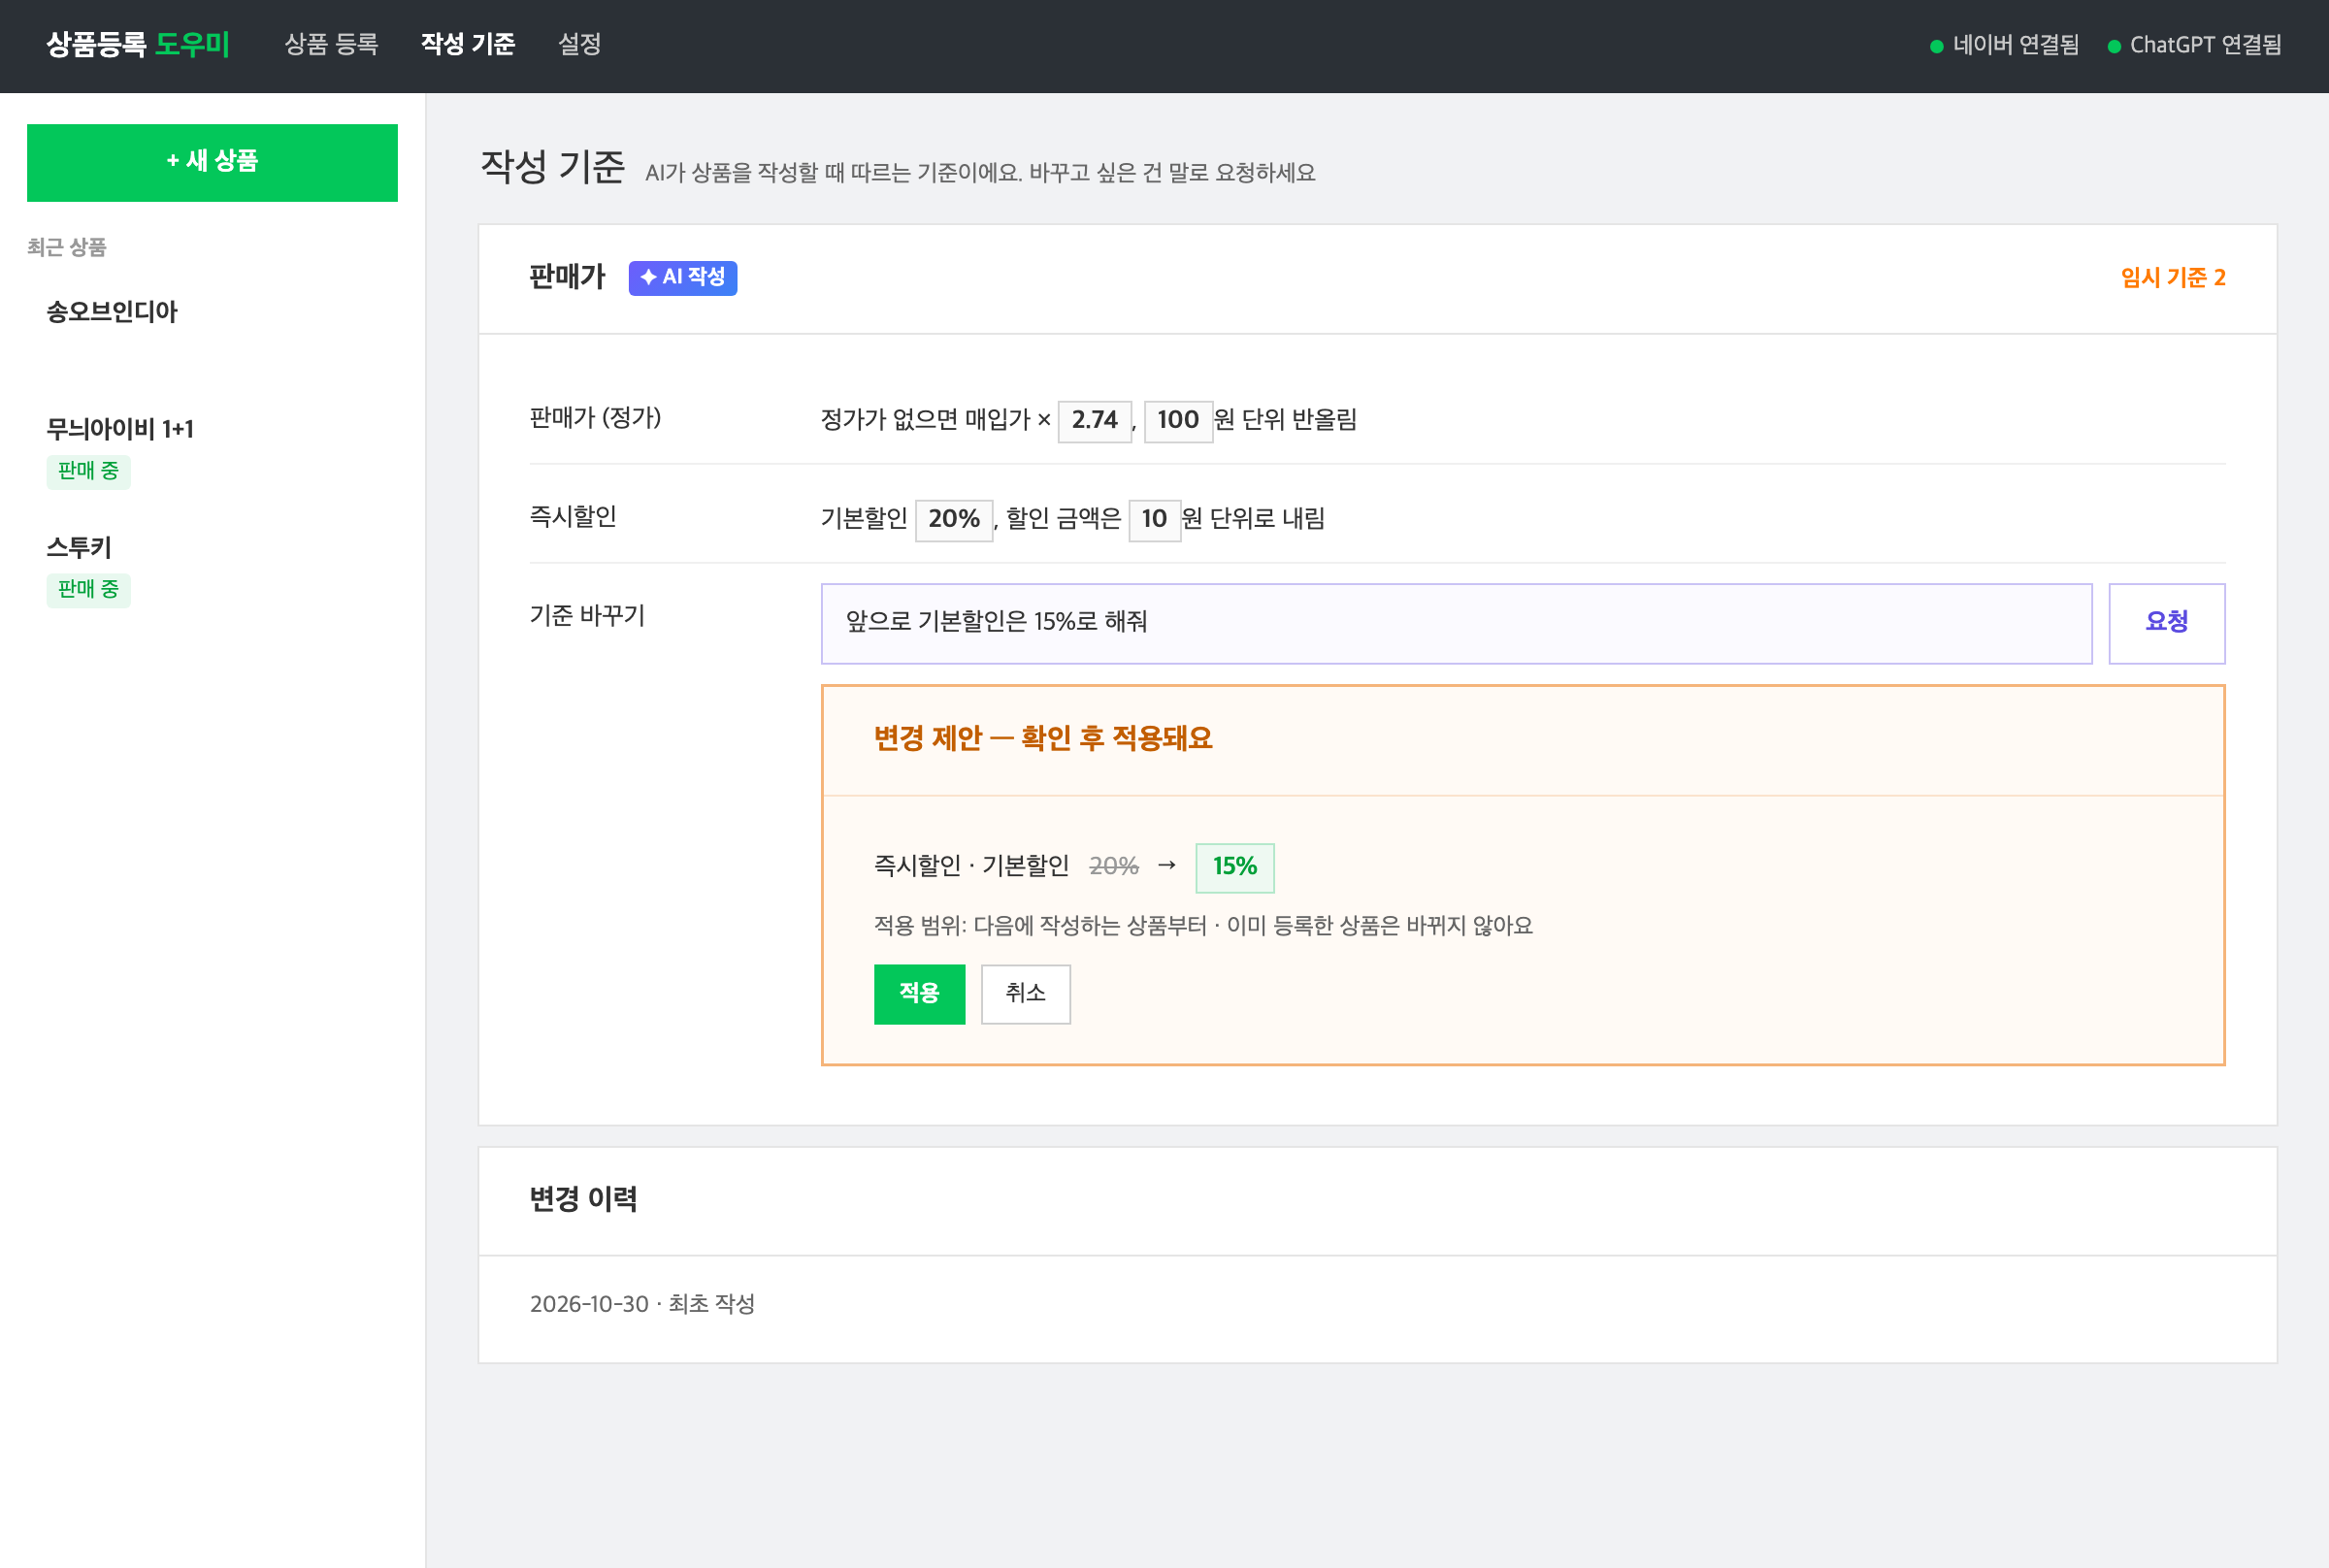 상품등록 도우미 상품 등록 작성 기준 설정 네이버 연결됨 ChatGPT 연결됨
+ 새 상품
최근 상품
송오브인디아
무늬아이비 1+1
판매 중
스투키
판매 중
작성 기준 AI가 상품을 작성할 때 따르는 기준이에요. 바꾸고 싶은 건 말로 요청하세요
판매가 ✦ AI 작성 임시 기준 2
판매가 (정가) 정가가 없으면 매입가 × 2.74, 100원 단위 반올림
즉시할인 기본할인 20%, 할인 금액은 10원 단위로 내림
기준 바꾸기 앞으로 기본할인은 15%로 해줘 요청
변경 제안 — 확인 후 적용돼요
즉시할인 · 기본할인 20% → 15%
적용 범위: 다음에 작성하는 상품부터 · 이미 등록한 상품은 바뀌지 않아요
적용 취소
변경 이력
2026-10-30 · 최초 작성